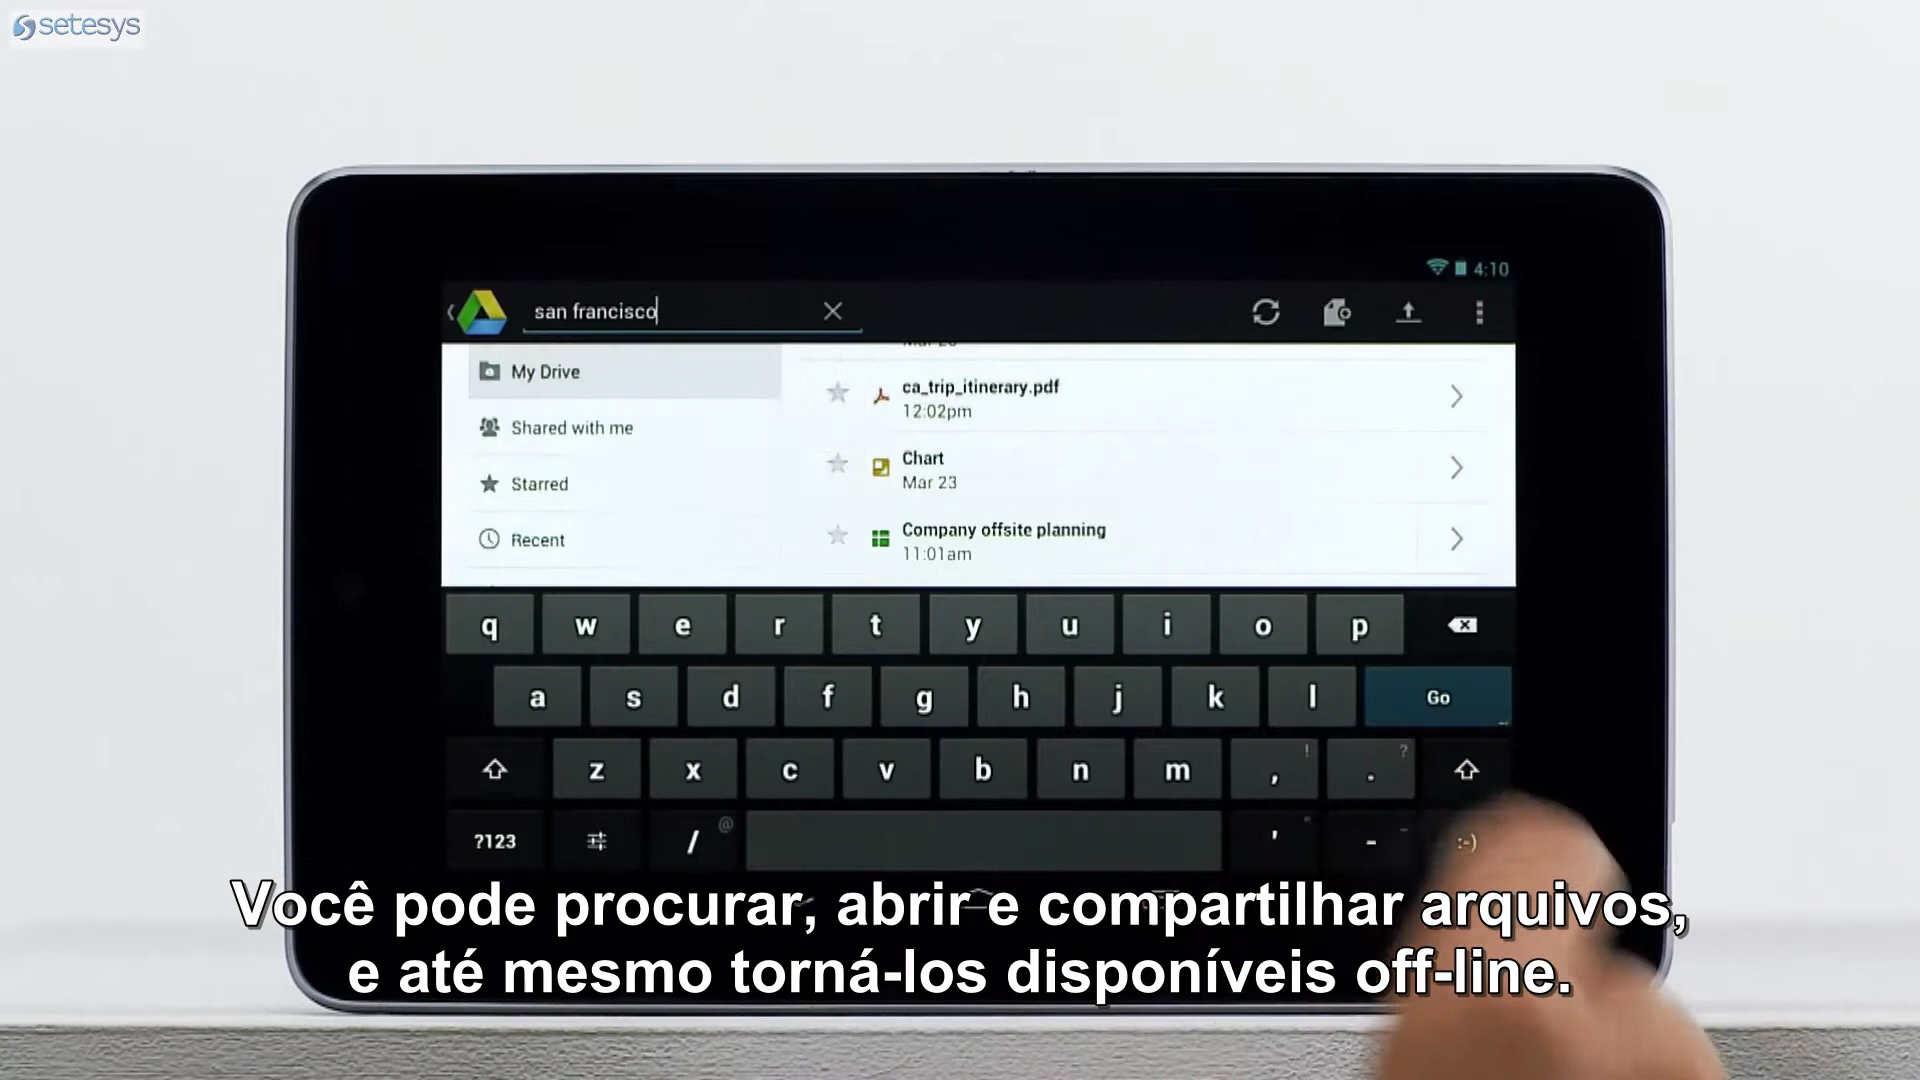 setesys
4:10
san francisco
My Drive
Shared with me
Starred
Recent
ca_trip_itinerary.pdf
12:02pm
Chart
Mar 23
Company offsite planning
11:01am
q w e r t y u i o p
a s d f g h j k l Go
z x c v b n m , ! . ?
?123 / @ ' " - _ :-)
Você pode procurar, abrir e compartilhar arquivos,
e até mesmo torná-los disponíveis off-line.